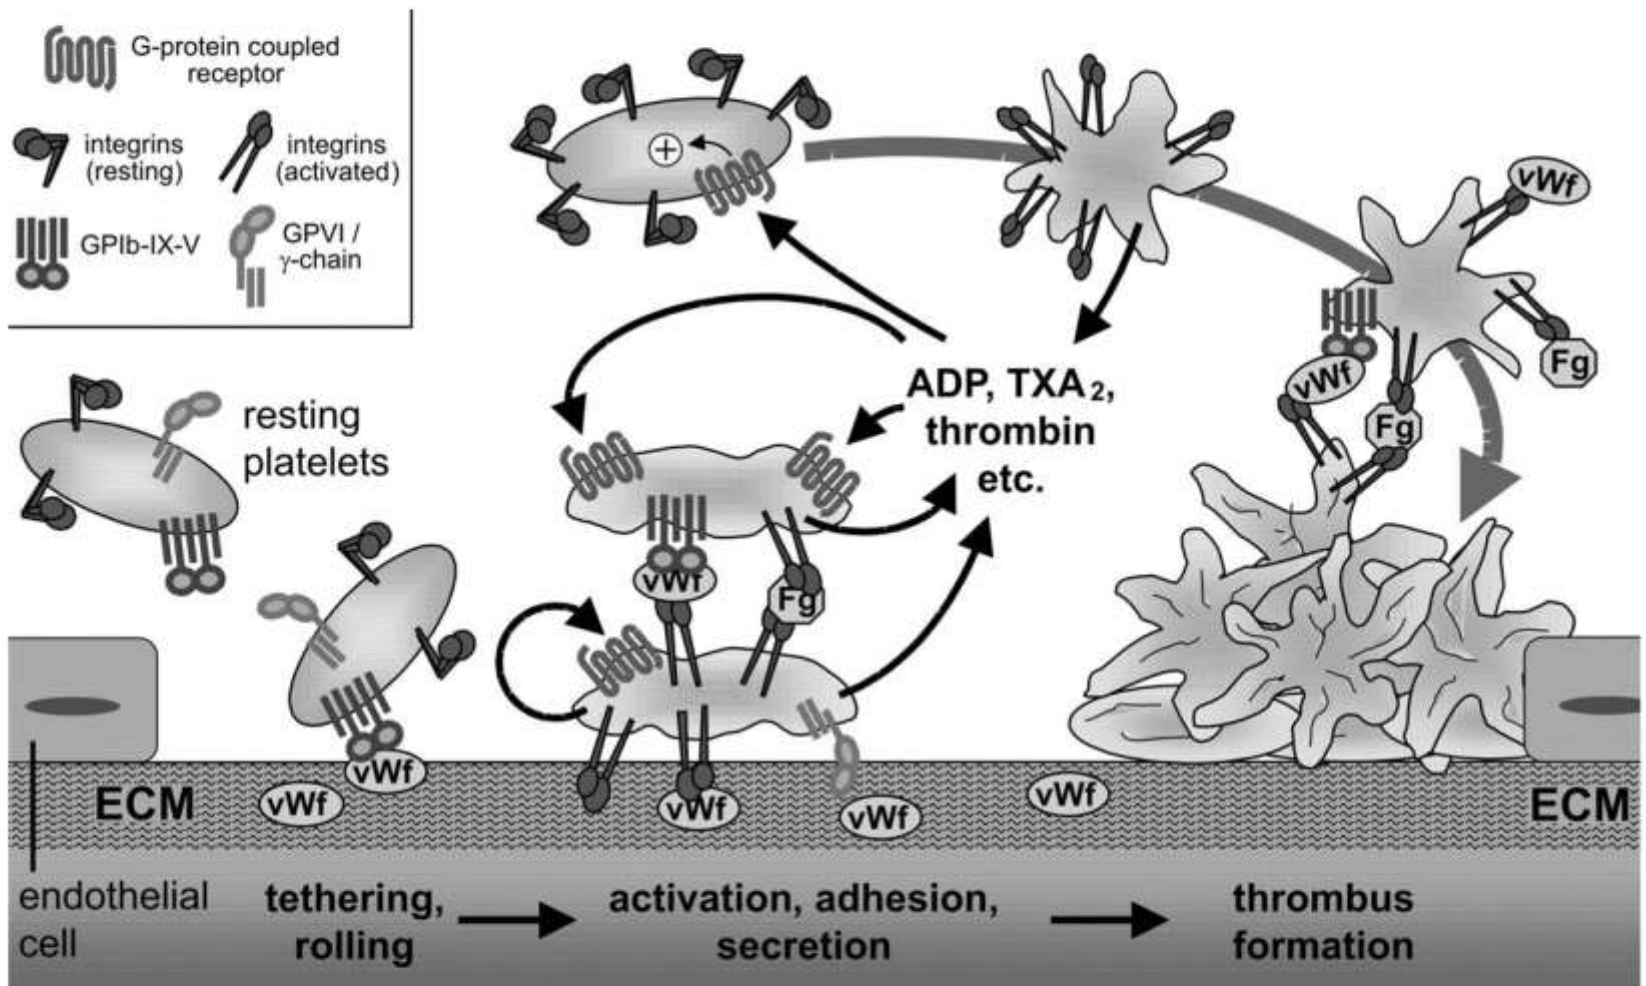 G-protein coupled
receptor
integrins
(resting)
integrins
(activated)
GPIb-IX-V
GPVI /
γ-chain
resting
platelets
ADP, TXA₂,
thrombin
etc.
vWf
Fg
vWf
Fg
vWf
Fg
vWf
vWf
vWf
vWf
vWf
ECM
ECM
endothelial
cell
tethering,
rolling
activation, adhesion,
secretion
thrombus
formation
vWf